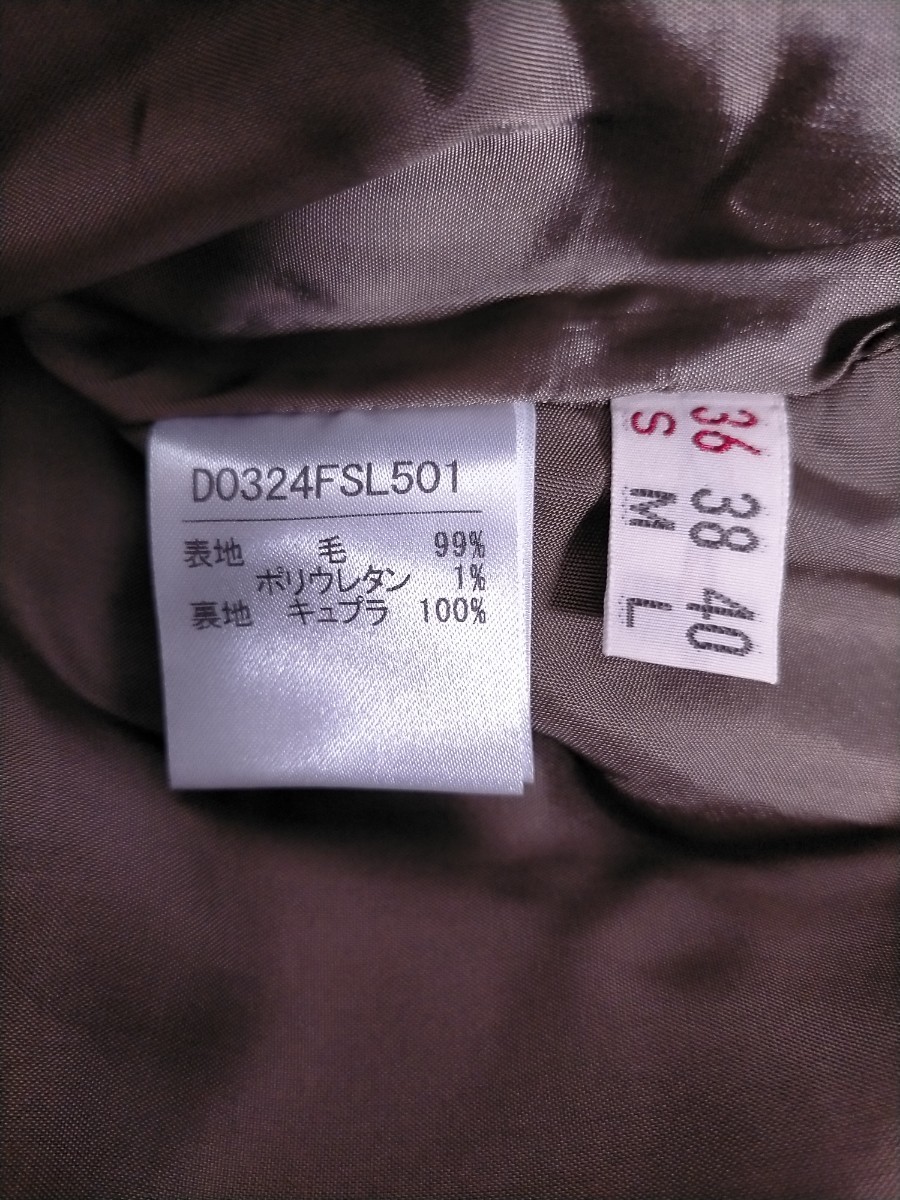 D0324FSL501
表地 毛 99%
ポリウレタン 1%
裏地 キュプラ 100%
36 38 40
S M L